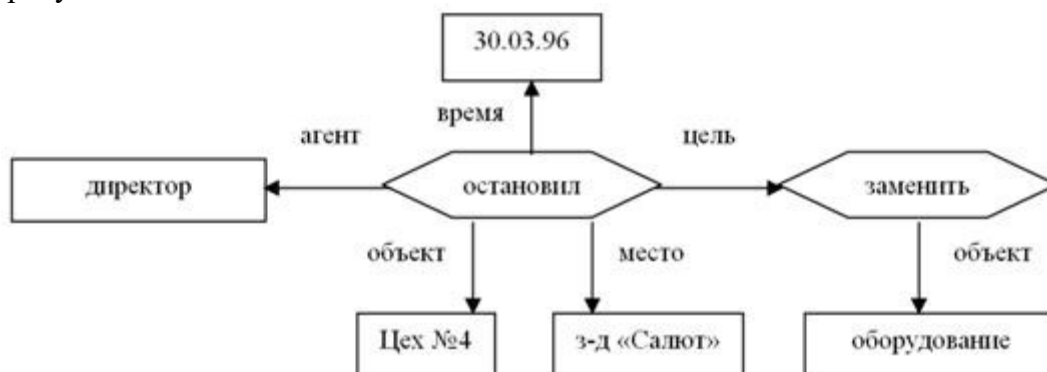 30.03.96
время
агент
цель
директор
остановил
заменить
объект
место
объект
Цех №4
з-д «Салют»
оборудование